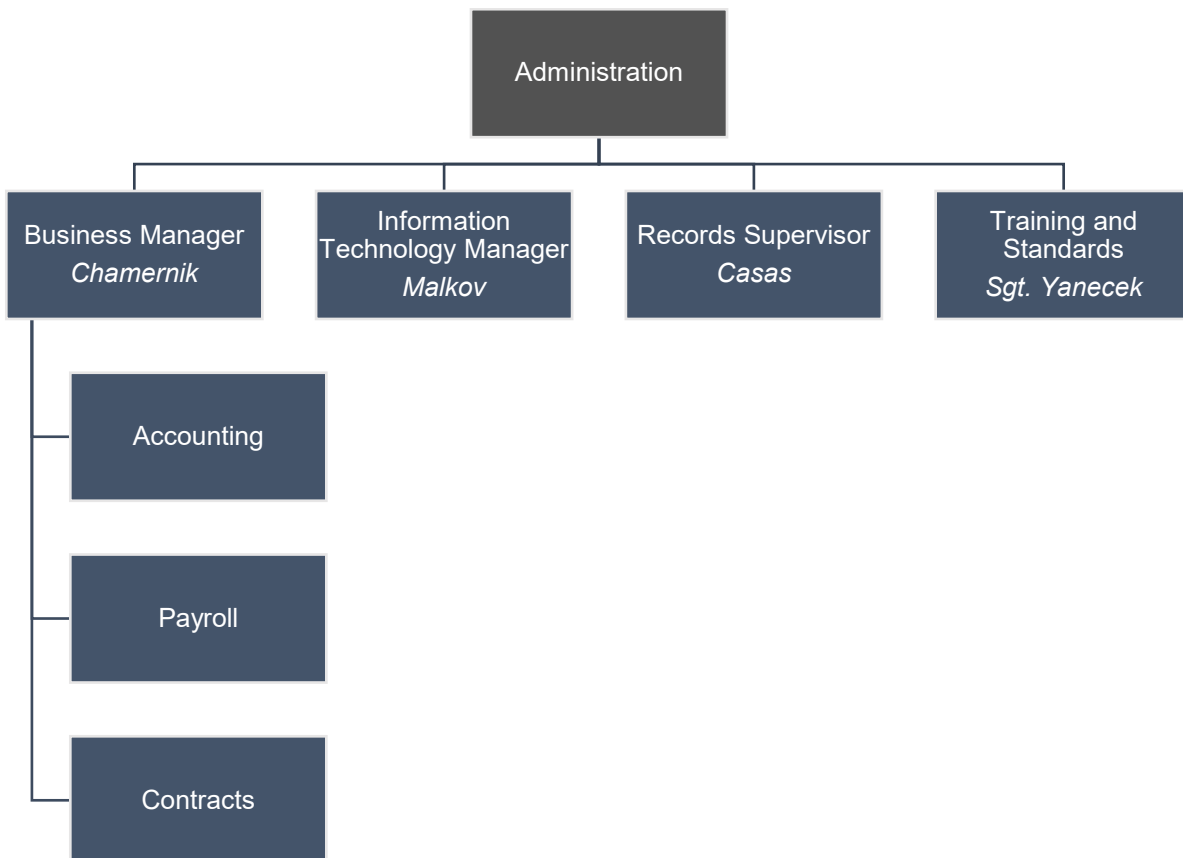 Administration
Business Manager
Chamernik
Information
Technology Manager
Malkov
Records Supervisor
Casas
Training and
Standards
Sgt. Yanecek
Accounting
Payroll
Contracts